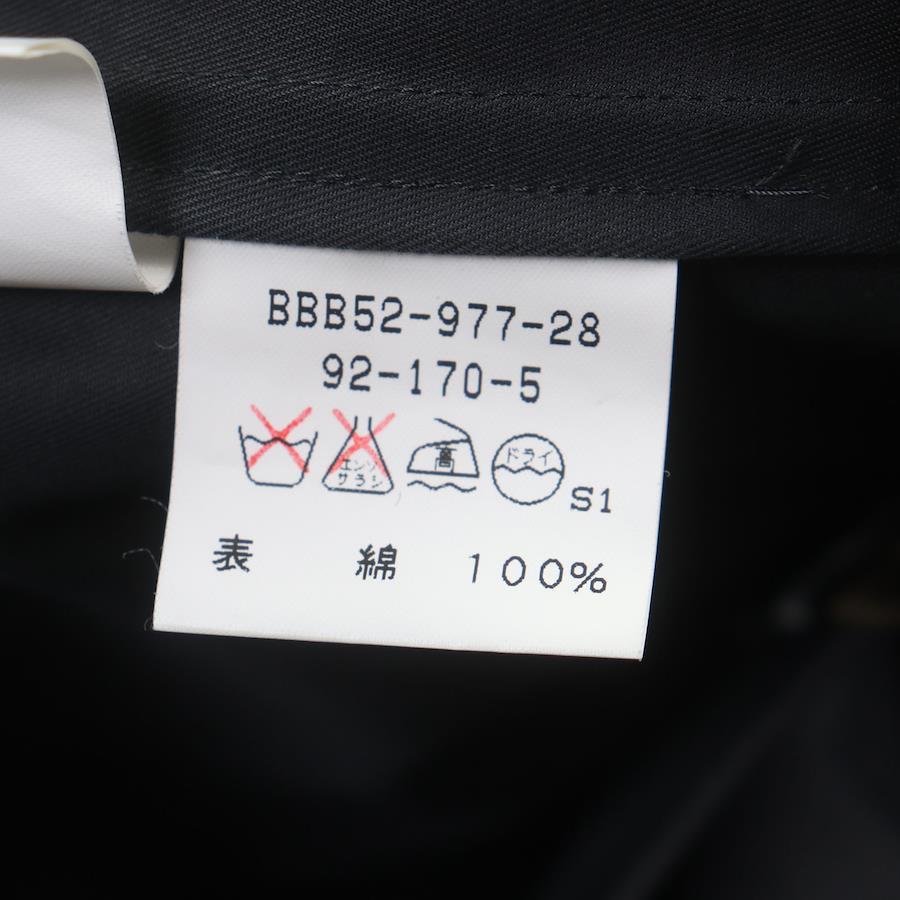 BBB52-977-28
92-170-5
エンソ
サラシ
高
ドライ
S1
表 綿 100%